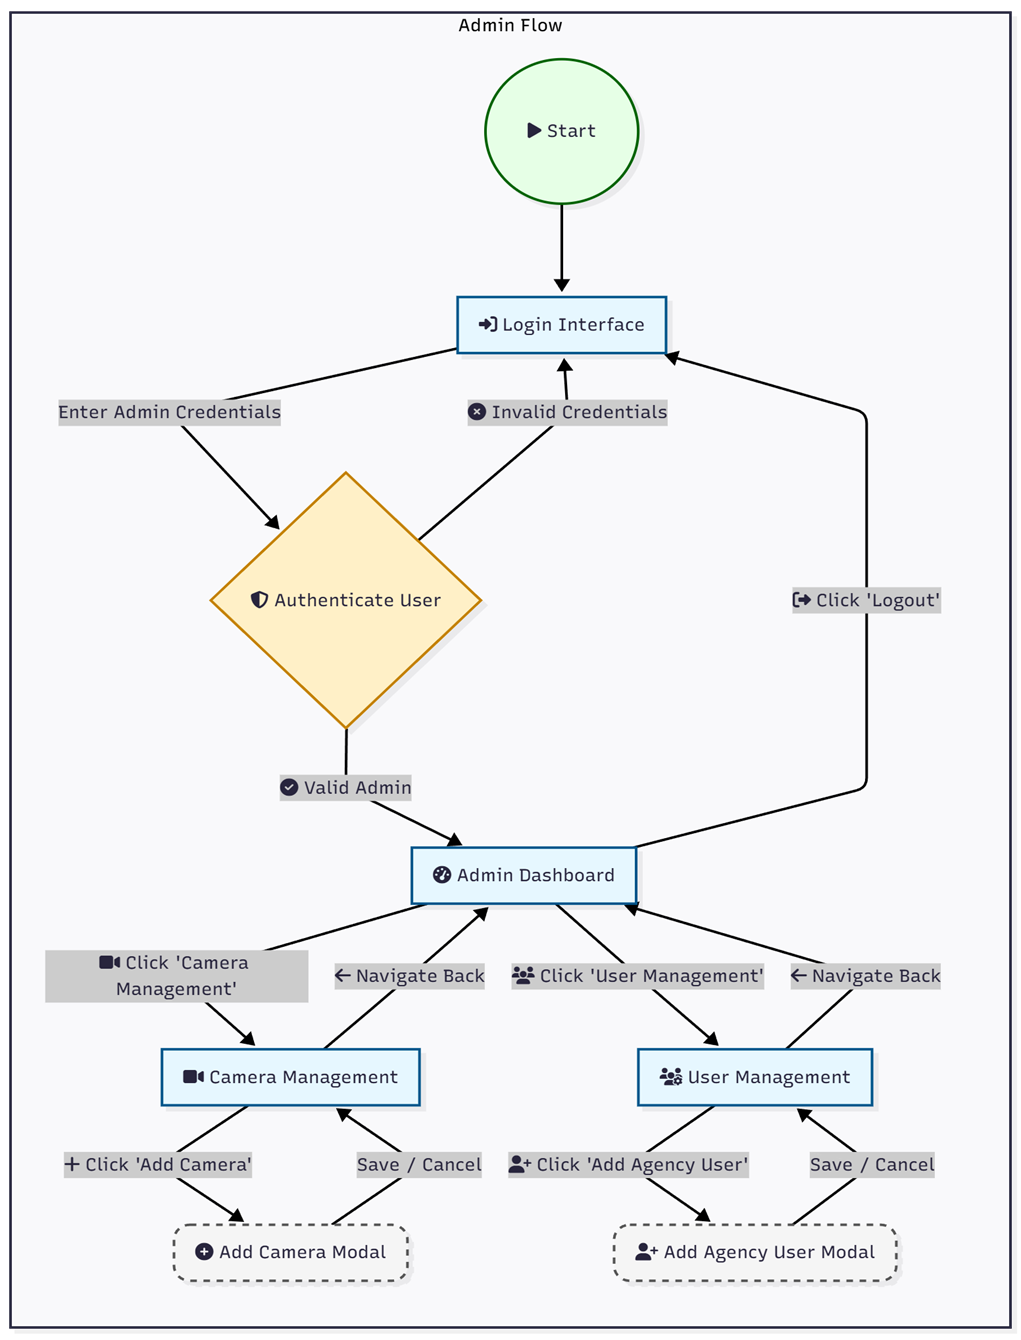 Admin Flow
Start
Login Interface
Enter Admin Credentials
Invalid Credentials
Authenticate User
Click 'Logout'
Valid Admin
Admin Dashboard
Click 'Camera
Management'
Navigate Back
Click 'User Management'
Navigate Back
Camera Management
User Management
Click 'Add Camera'
Save / Cancel
Click 'Add Agency User'
Save / Cancel
Add Camera Modal
Add Agency User Modal